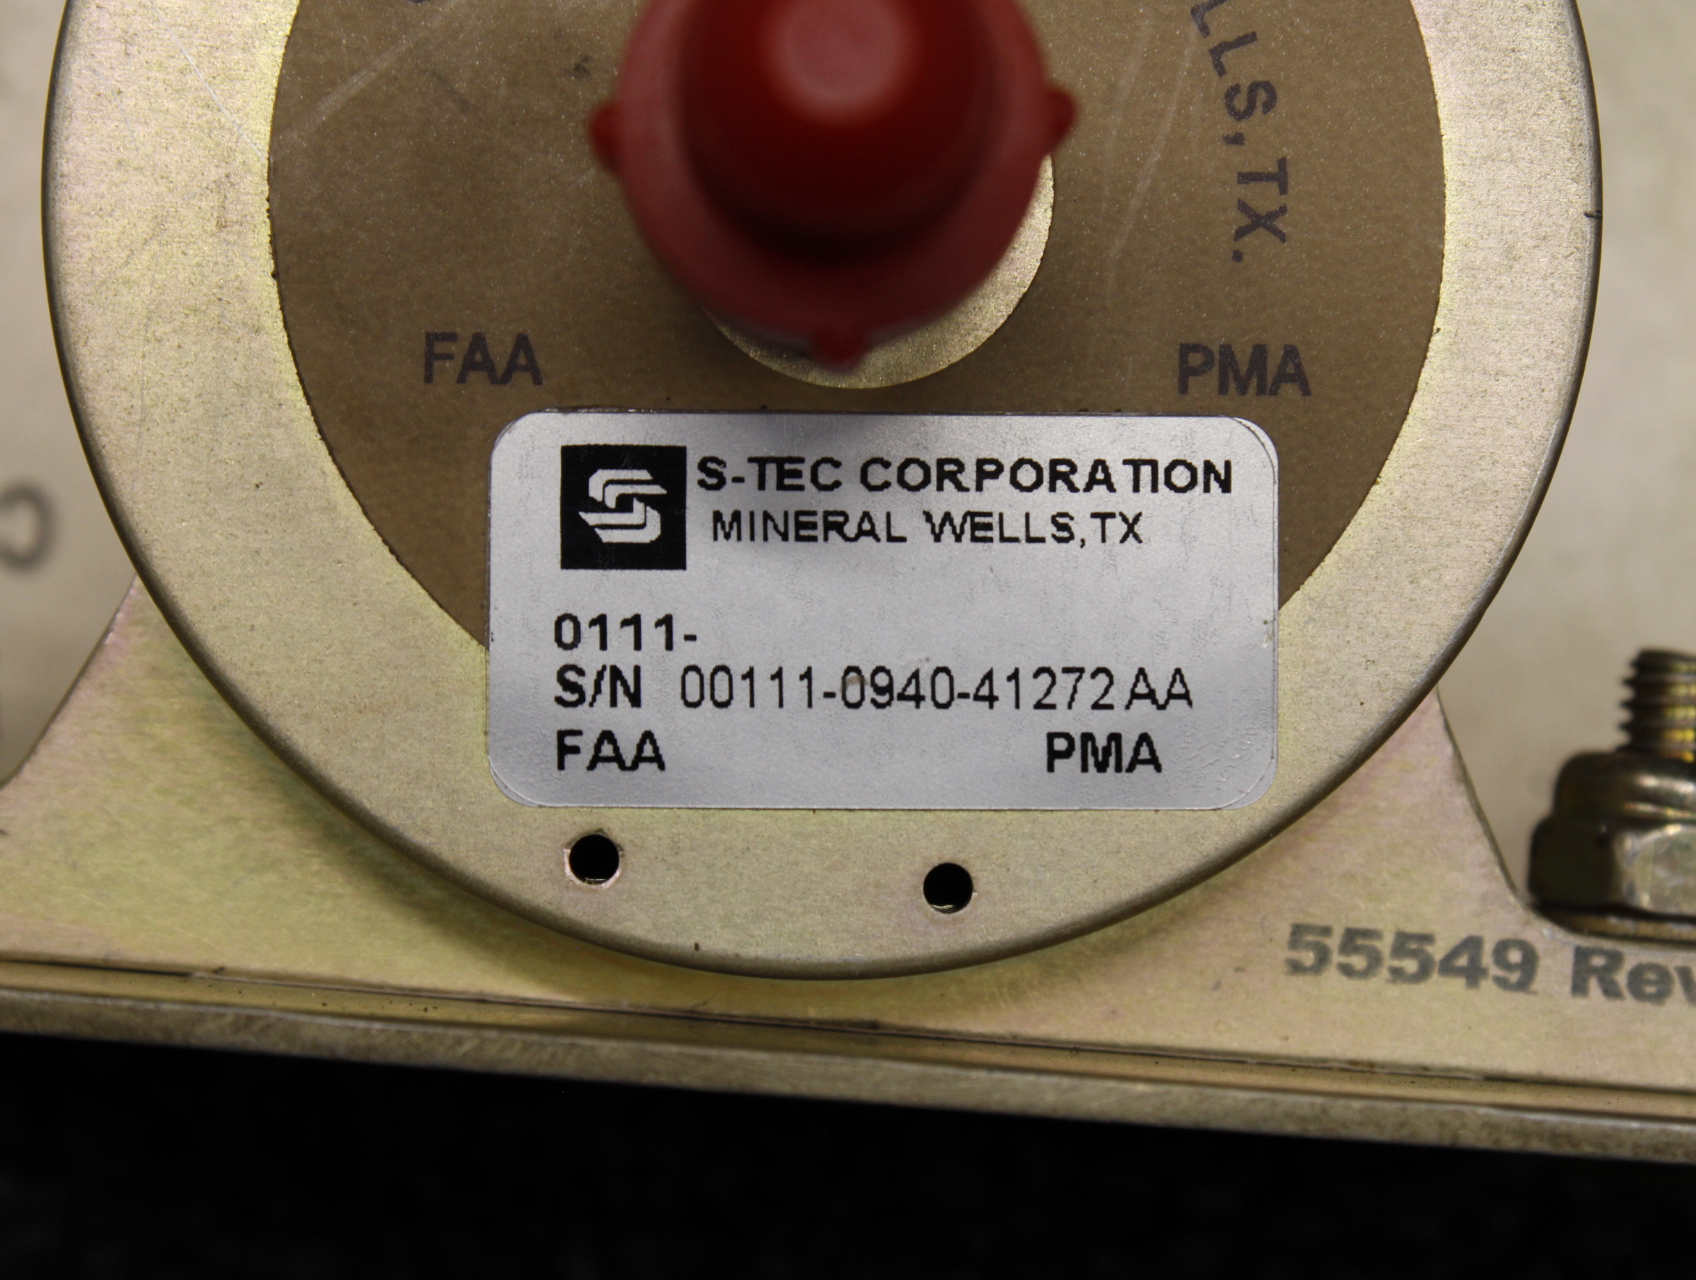 LLS, TX.
FAA
PMA
S-TEC CORPORATION
MINERAL WELLS, TX
0111-
S/N 00111-0940-41272 AA
FAA PMA
55549 Rev